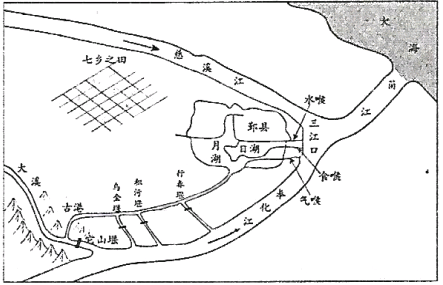 大海
七乡之田
慈溪江
甬江
水喉
三江口
鄞县
月湖
日湖
食喉
气喉
奉化江
行春堰
积渎堰
乌金堰
大溪
古港
它山堰